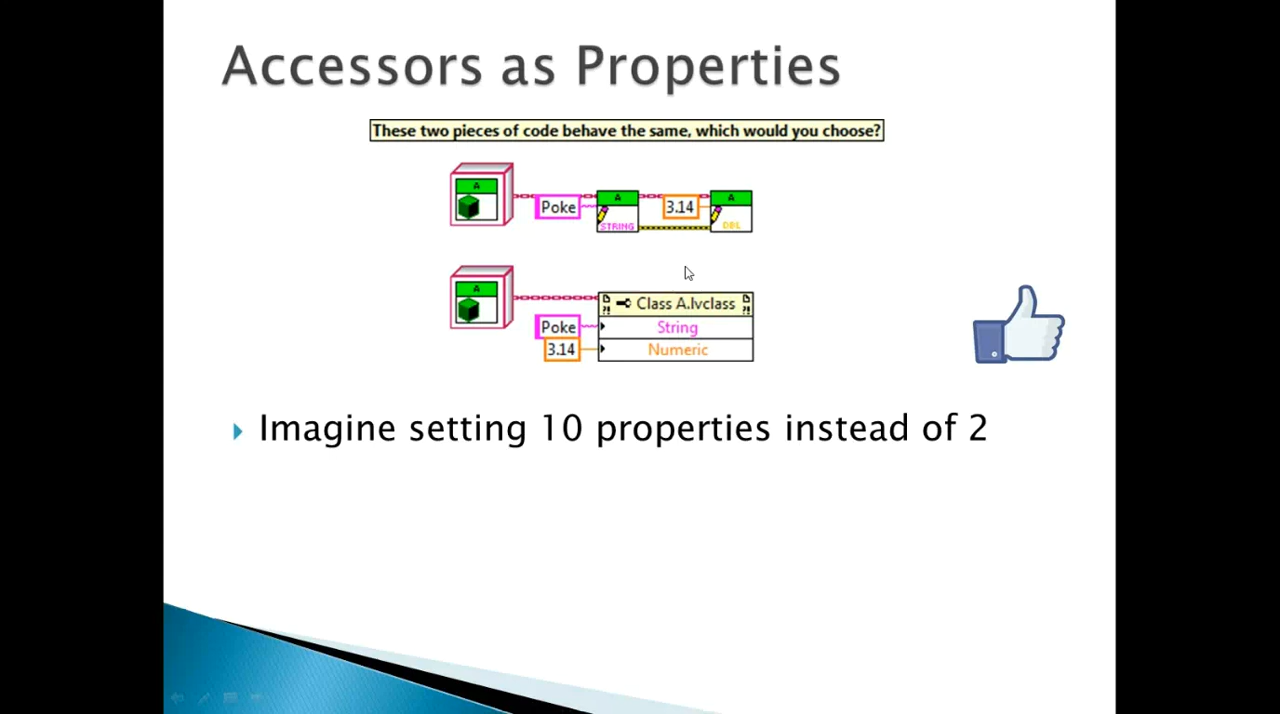 Accessors as Properties
These two pieces of code behave the same, which would you choose?
A
A
A
Poke
3.14
STRING
DBL
A
Class A.lvclass
Poke
String
3.14
Numeric
Imagine setting 10 properties instead of 2